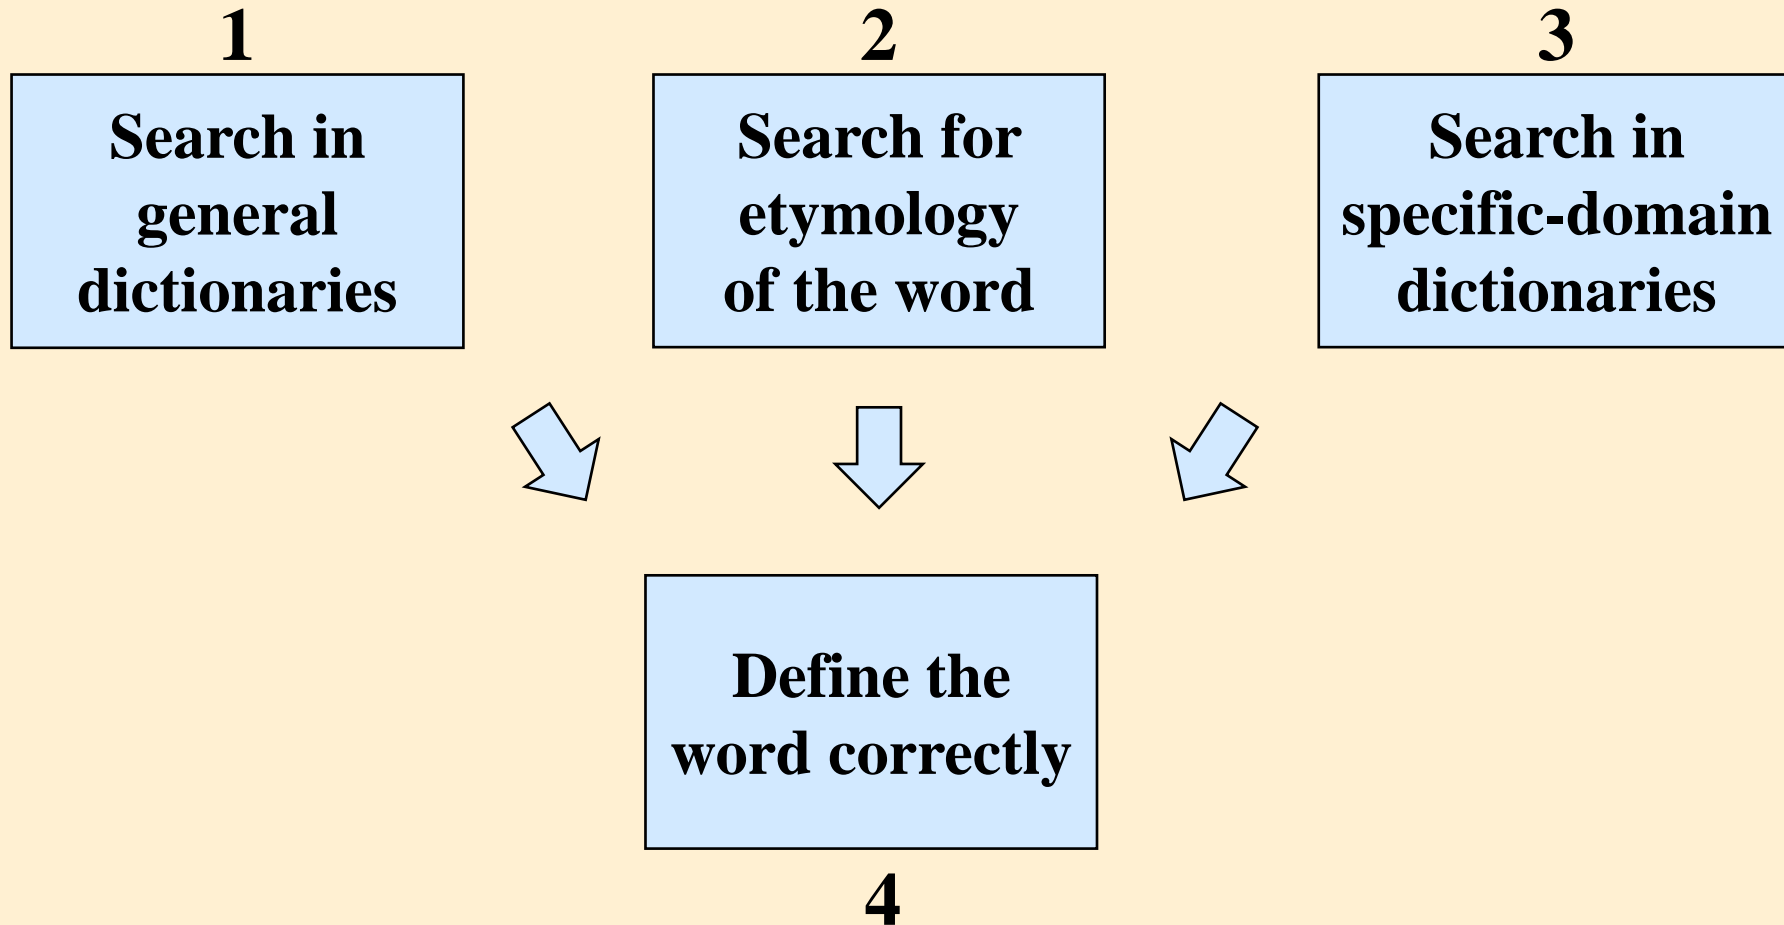 1
Search in
general
dictionaries
2
Search for
etymology
of the word
3
Search in
specific-domain
dictionaries
Define the
word correctly
4